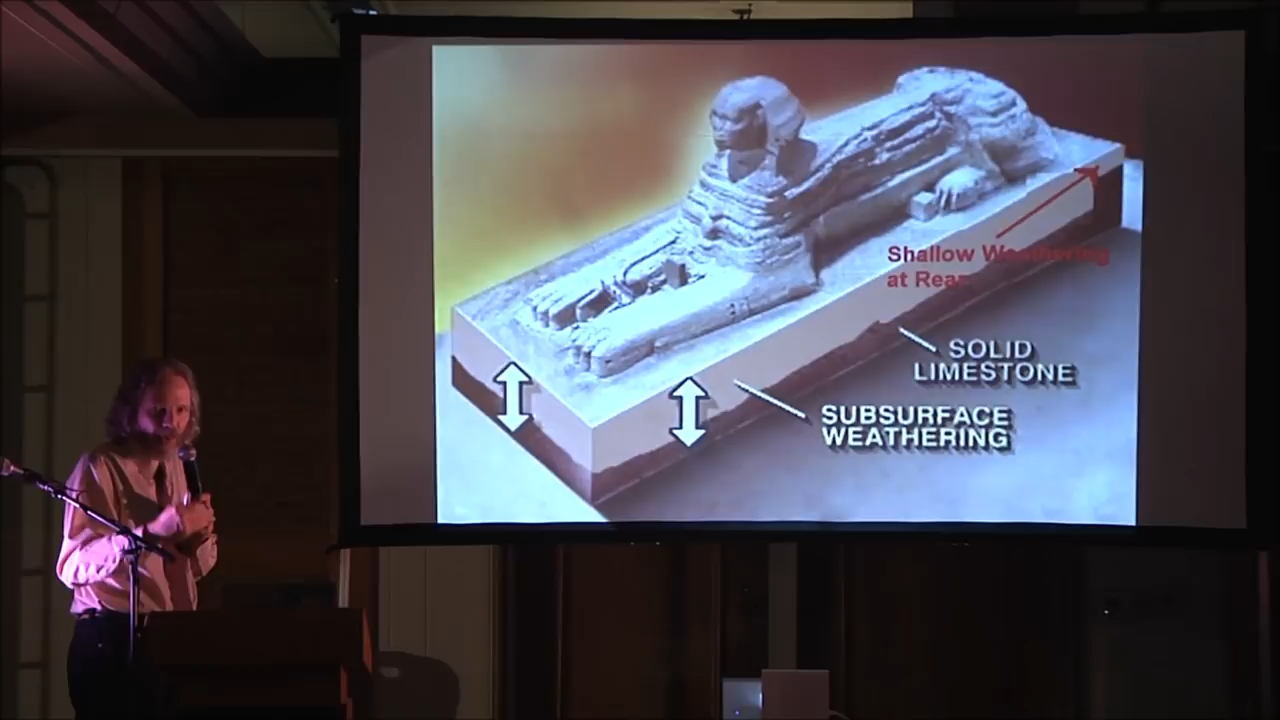 Shallow Weathering
at Rear
SOLID
LIMESTONE
SUBSURFACE
WEATHERING